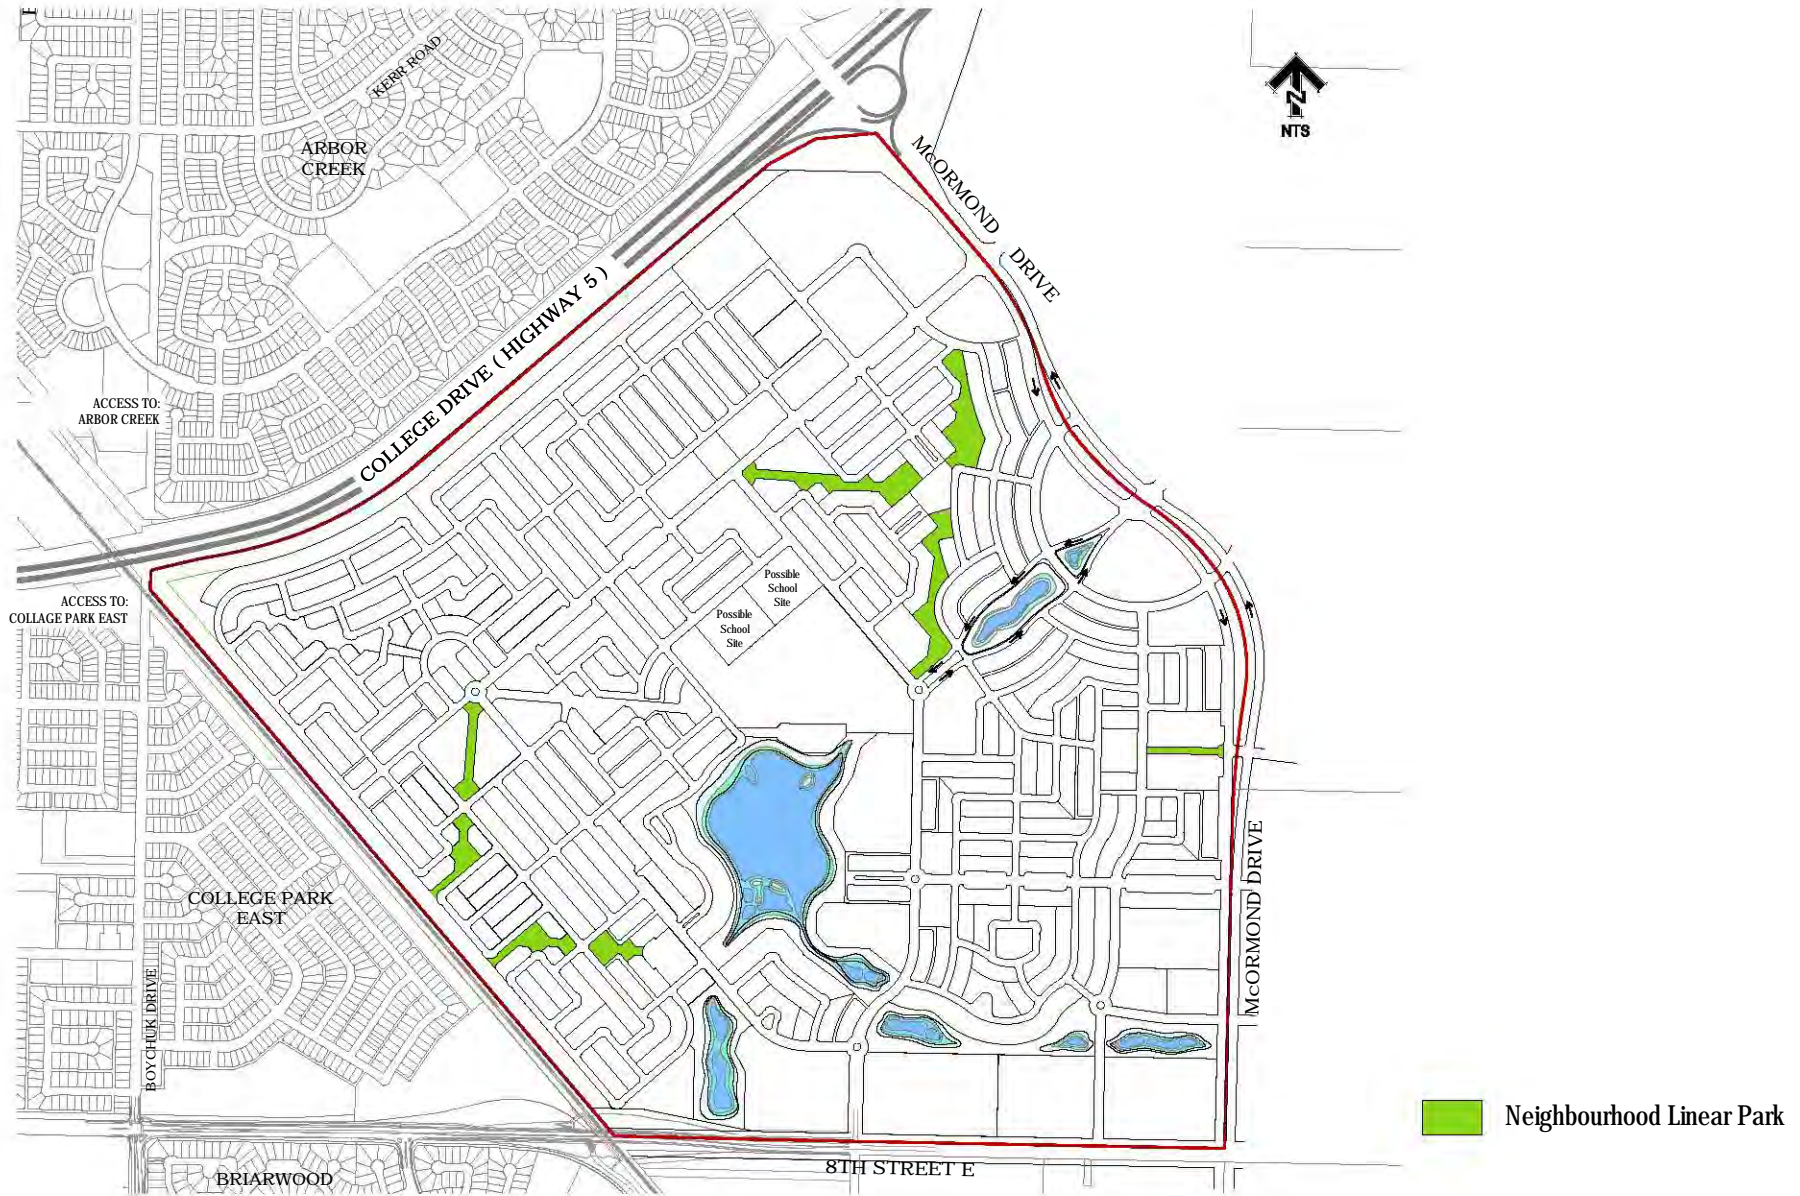 KERR ROAD
ARBOR
CREEK
NTS
McORMOND DRIVE
COLLEGE DRIVE ( HIGHWAY 5 )
ACCESS TO:
ARBOR CREEK
ACCESS TO:
COLLAGE PARK EAST
Possible
School
Site
Possible
School
Site
COLLEGE PARK
EAST
BOYCHUK DRIVE
McORMOND DRIVE
Neighbourhood Linear Park
8TH STREET E
BRIARWOOD